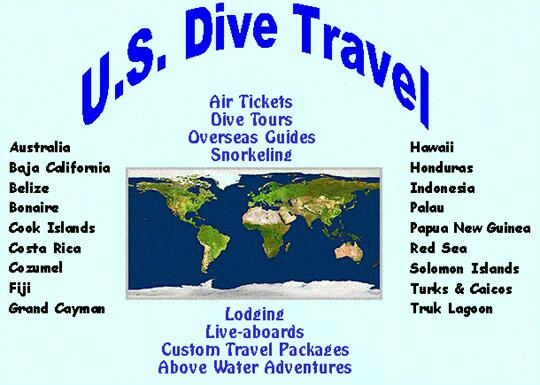 U.S. Dive Travel
Air Tickets
Dive Tours
Overseas Guides
Snorkeling
Australia
Baja California
Belize
Bonaire
Cook Islands
Costa Rica
Cozumel
Fiji
Grand Cayman
Hawaii
Honduras
Indonesia
Palau
Papua New Guinea
Red Sea
Solomon Islands
Turks & Caicos
Truk Lagoon
Lodging
Live-aboards
Custom Travel Packages
Above Water Adventures